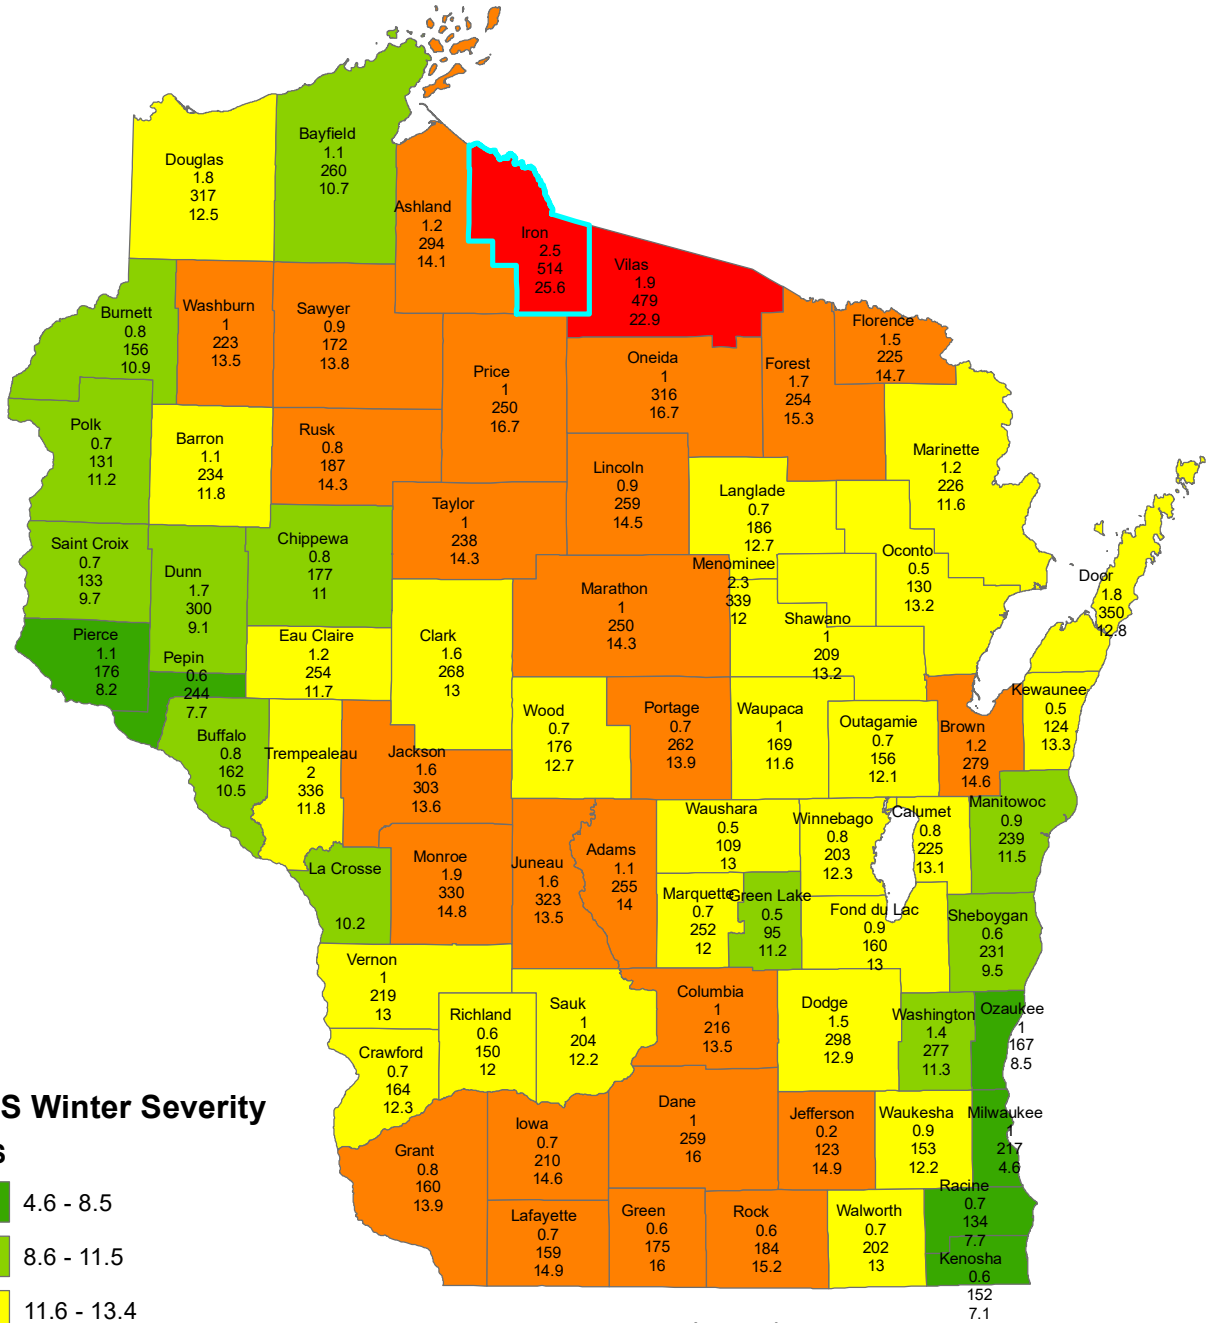 Bayfield
1.1
260
10.7
Douglas
1.8
317
12.5
Ashland
1.2
294
14.1
Iron
2.5
514
25.6
Vilas
1.9
479
22.9
Burnett
0.8
156
10.9
Washburn
1
223
13.5
Sawyer
0.9
172
13.8
Price
1
250
16.7
Oneida
1
316
16.7
Forest
1.7
254
15.3
Florence
1.5
225
14.7
Polk
0.7
131
11.2
Barron
1.1
234
11.8
Rusk
0.8
187
14.3
Taylor
1
238
14.3
Lincoln
0.9
259
14.5
Langlade
0.7
186
12.7
Marinette
1.2
226
11.6
Saint Croix
0.7
133
9.7
Dunn
1.7
300
9.1
Chippewa
0.8
177
11
Marathon
1
250
14.3
Menominee
2.3
339
12
Oconto
0.5
130
13.2
Door
1.8
350
12.8
Shawano
1
209
13.2
Pierce
1.1
176
8.2
Pepin
0.6
244
7.7
Eau Claire
1.2
254
11.7
Clark
1.6
268
13
Buffalo
0.8
162
10.5
Trempealeau
2
336
11.8
Jackson
1.6
303
13.6
Wood
0.7
176
12.7
Portage
0.7
262
13.9
Waupaca
1
169
11.6
Outagamie
0.7
156
12.1
Brown
1.2
279
14.6
Kewaunee
0.5
124
13.3
La Crosse
10.2
Monroe
1.9
330
14.8
Juneau
1.6
323
13.5
Adams
1.1
255
14
Waushara
0.5
109
13
Winnebago
0.8
203
12.3
Calumet
0.8
225
13.1
Manitowoc
0.9
239
11.5
Marquette
0.7
252
12
Green Lake
0.5
95
11.2
Fond du Lac
0.9
160
13
Sheboygan
0.6
231
9.5
Vernon
1
219
13
Richland
0.6
150
12
Sauk
1
204
12.2
Columbia
1
216
13.5
Dodge
1.5
298
12.9
Washington
1.4
277
11.3
Ozaukee
1
167
8.5
Crawford
0.7
164
12.3
Grant
0.8
160
13.9
Iowa
0.7
210
14.6
Dane
1
259
16
Jefferson
0.2
123
14.9
Waukesha
0.9
153
12.2
Milwaukee
1
217
4.6
Lafayette
0.7
159
14.9
Green
0.6
175
16
Rock
0.6
184
15.2
Walworth
0.7
202
13
Racine
0.7
134
7.7
Kenosha
0.6
152
7.1
S Winter Severity
s
4.6 - 8.5
8.6 - 11.5
11.6 - 13.4